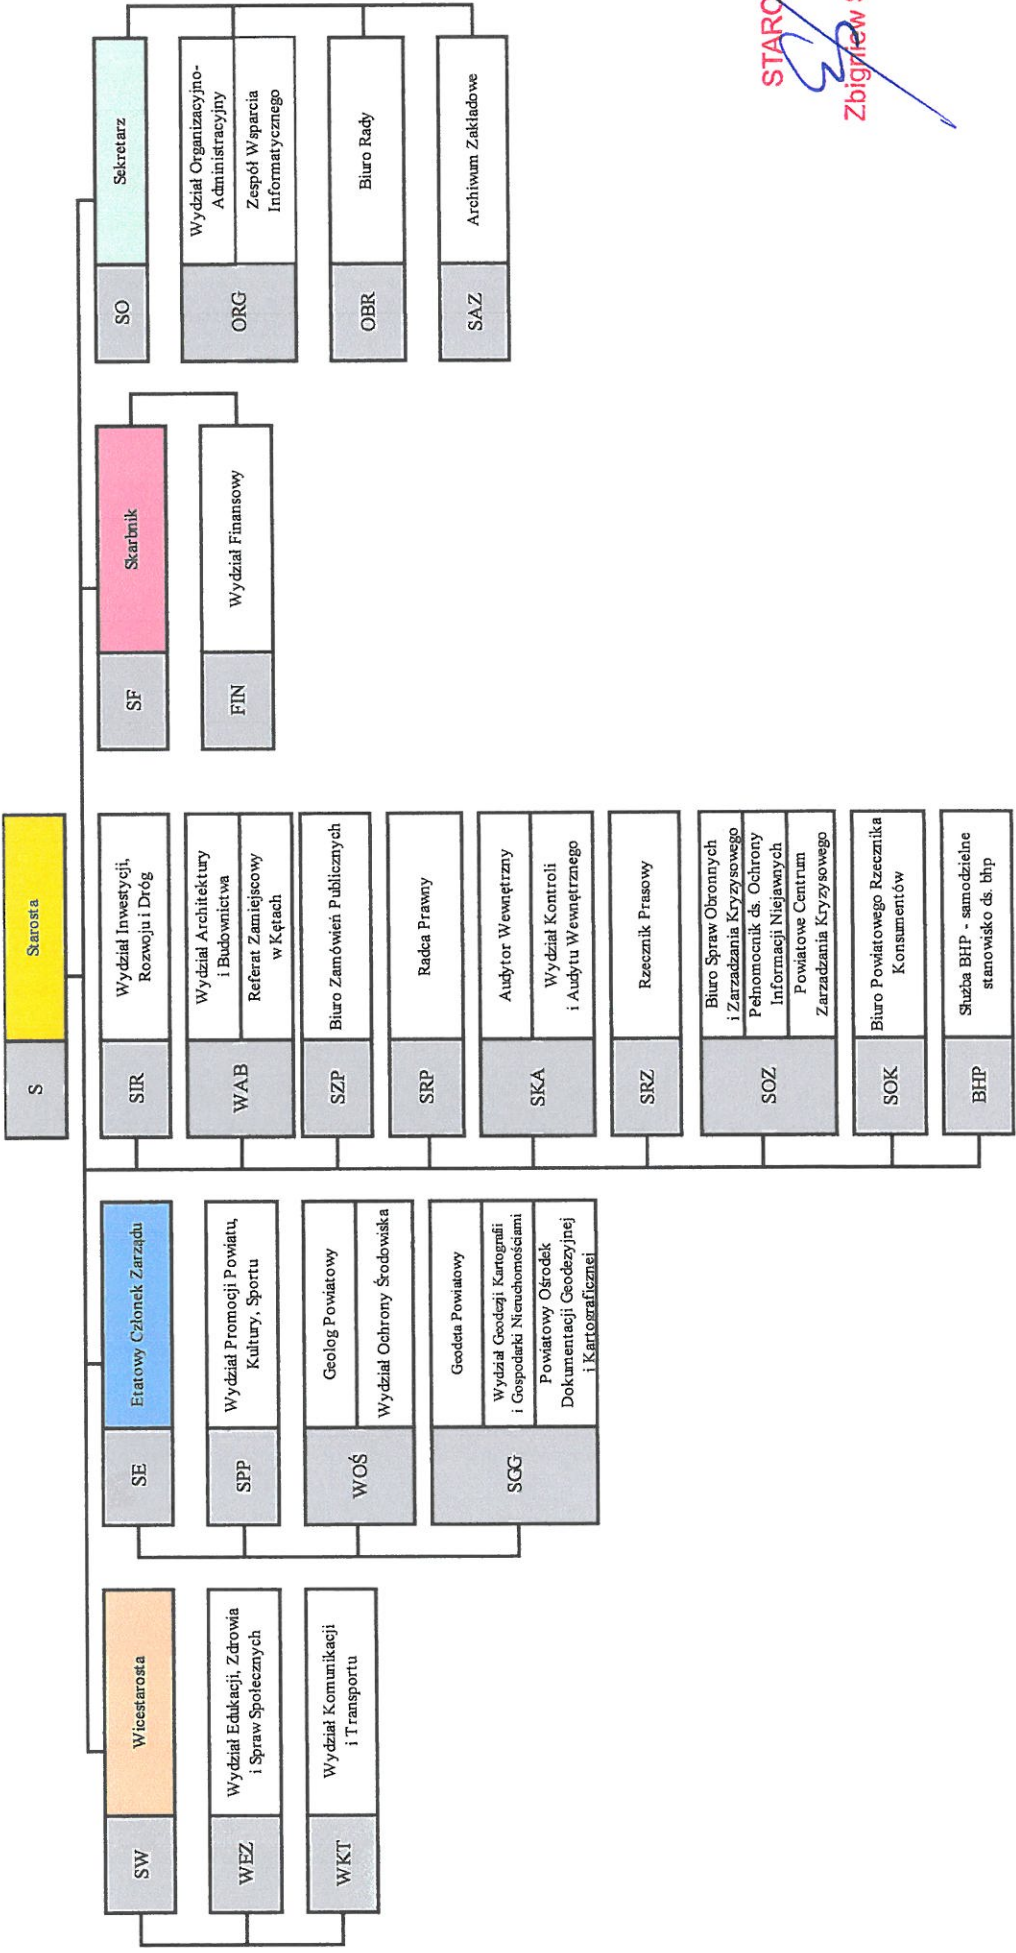 S
Starosta
SW
Wicestarosta
WEZ
Wydział Edukacji, Zdrowia
i Spraw Społecznych
WKT
Wydział Komunikacji
i Transportu
SE
Etatowy Członek Zarządu
SPP
Wydział Promocji Powiatu,
Kultury, Sportu
WOŚ
Geolog Powiatowy
Wydział Ochrony Środowiska
SGG
Geodeta Powiatowy
Wydział Geodezji Kartografii
i Gospodarki Nieruchomościami
Powiatowy Ośrodek
Dokumentacji Geodezyjnej
i Kartograficznej
SIR
Wydział Inwestycji,
Rozwoju i Dróg
WAB
Wydział Architektury
i Budownictwa
Referat Zamiejscowy
w Kętach
SZP
Biuro Zamówień Publicznych
SRP
Radca Prawny
SKA
Audytor Wewnętrzny
Wydział Kontroli
i Audytu Wewnętrznego
SRZ
Rzecznik Prasowy
SOZ
Biuro Spraw Obronnych
i Zarzadzania Kryzysowego
Pełnomocnik ds. Ochrony
Informacji Niejawnych
Powiatowe Centrum
Zarzadzania Kryzysowego
SOK
Biuro Powiatowego Rzecznika
Konsumentów
BHP
Służba BHP - samodzielne
stanowisko ds. bhp
SF
Skarbnik
FIN
Wydział Finansowy
SO
Sekretarz
ORG
Wydział Organizacyjno-
Administracyjny
Zespół Wsparcia
Informatycznego
OBR
Biuro Rady
SAZ
Archiwum Zakładowe
Zbigniew